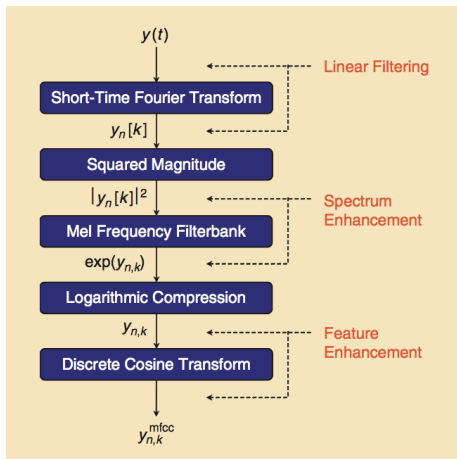 y(t)
Linear Filtering
Short-Time Fourier Transform
yₙ[k]
Squared Magnitude
|yₙ[k]|²
Spectrum
Enhancement
Mel Frequency Filterbank
exp(yₙ,ₖ)
Logarithmic Compression
yₙ,ₖ
Feature
Enhancement
Discrete Cosine Transform
yₙ,ₖ^mfcc